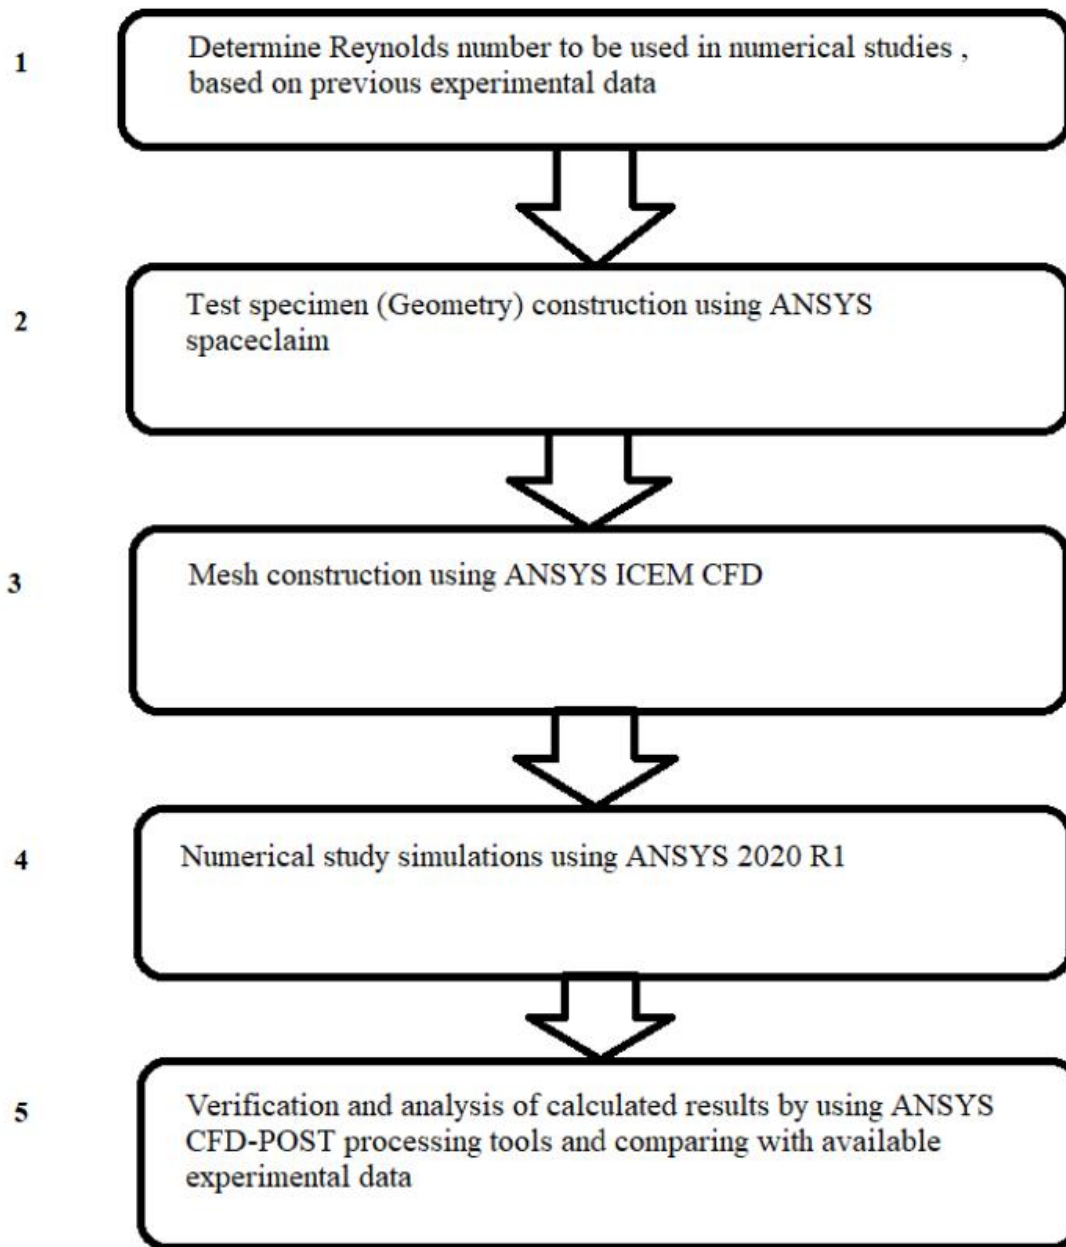 1
Determine Reynolds number to be used in numerical studies ,
based on previous experimental data
2
Test specimen (Geometry) construction using ANSYS
spaceclaim
3
Mesh construction using ANSYS ICEM CFD
4
Numerical study simulations using ANSYS 2020 R1
5
Verification and analysis of calculated results by using ANSYS
CFD-POST processing tools and comparing with available
experimental data